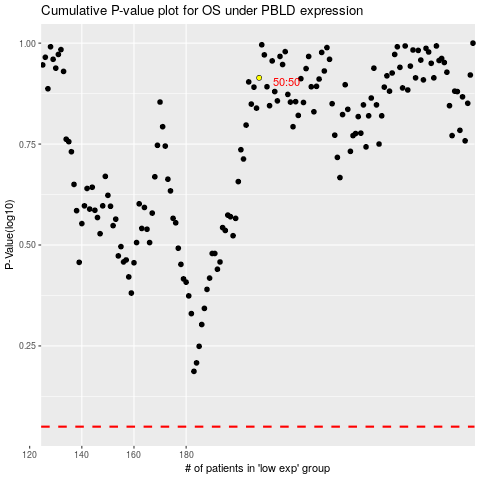 Cumulative P-value plot for OS under PBLD expression
P-Value(log10)
1.00
0.75
0.50
0.25
50:50
120 140 160 180
# of patients in 'low exp' group